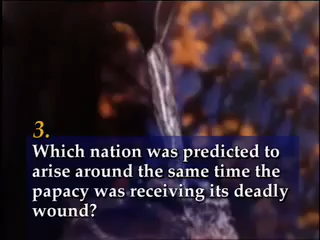 3.
Which nation was predicted to
arise around the same time the
papacy was receiving its deadly
wound?